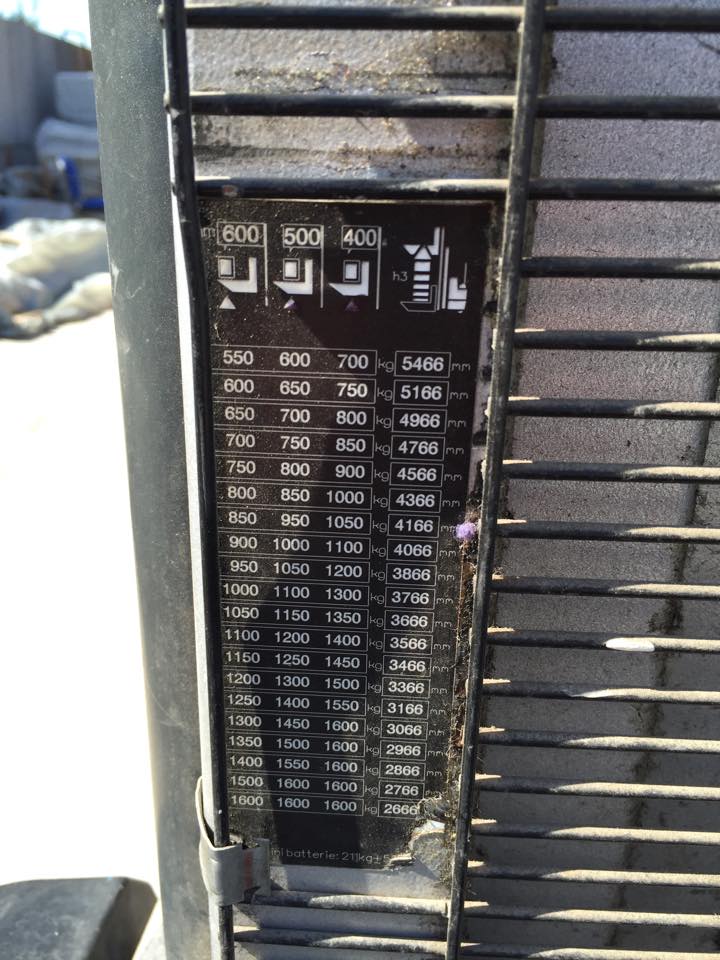 600 500 400
h3
550 600 700 kg 5466 mm
600 650 750 kg 5166 mm
650 700 800 kg 4966 mm
700 750 850 kg 4766 mm
750 800 900 kg 4566 mm
800 850 1000 kg 4366 mm
850 950 1050 kg 4166 mm
900 1000 1100 kg 4066 mm
950 1050 1200 kg 3866 mm
1000 1100 1300 kg 3766 mm
1050 1150 1350 kg 3666 mm
1100 1200 1400 kg 3566 mm
1150 1250 1450 kg 3466 mm
1200 1300 1500 kg 3366 mm
1250 1400 1550 kg 3166 mm
1300 1450 1600 kg 3066 mm
1350 1500 1600 kg 2966 mm
1400 1550 1600 kg 2866 mm
1500 1600 1600 kg 2766 mm
1600 1600 1600 kg 2666
batterie: